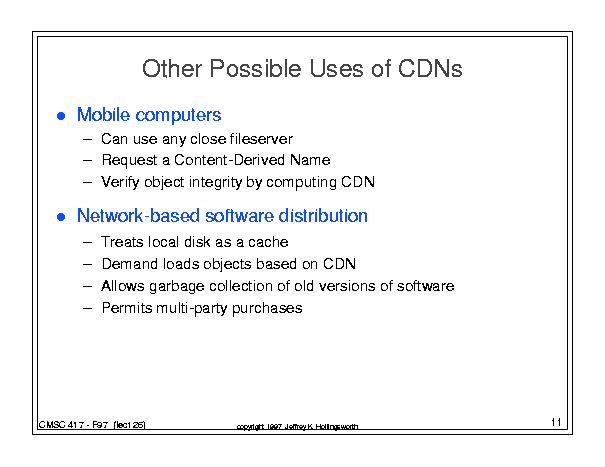 Other Possible Uses of CDNs
● Mobile computers
– Can use any close fileserver
– Request a Content-Derived Name
– Verify object integrity by computing CDN
● Network-based software distribution
– Treats local disk as a cache
– Demand loads objects based on CDN
– Allows garbage collection of old versions of software
– Permits multi-party purchases
CMSC 417 - F97 (lect 26)
copyright 1997 Jeffrey K. Hollingsworth
11